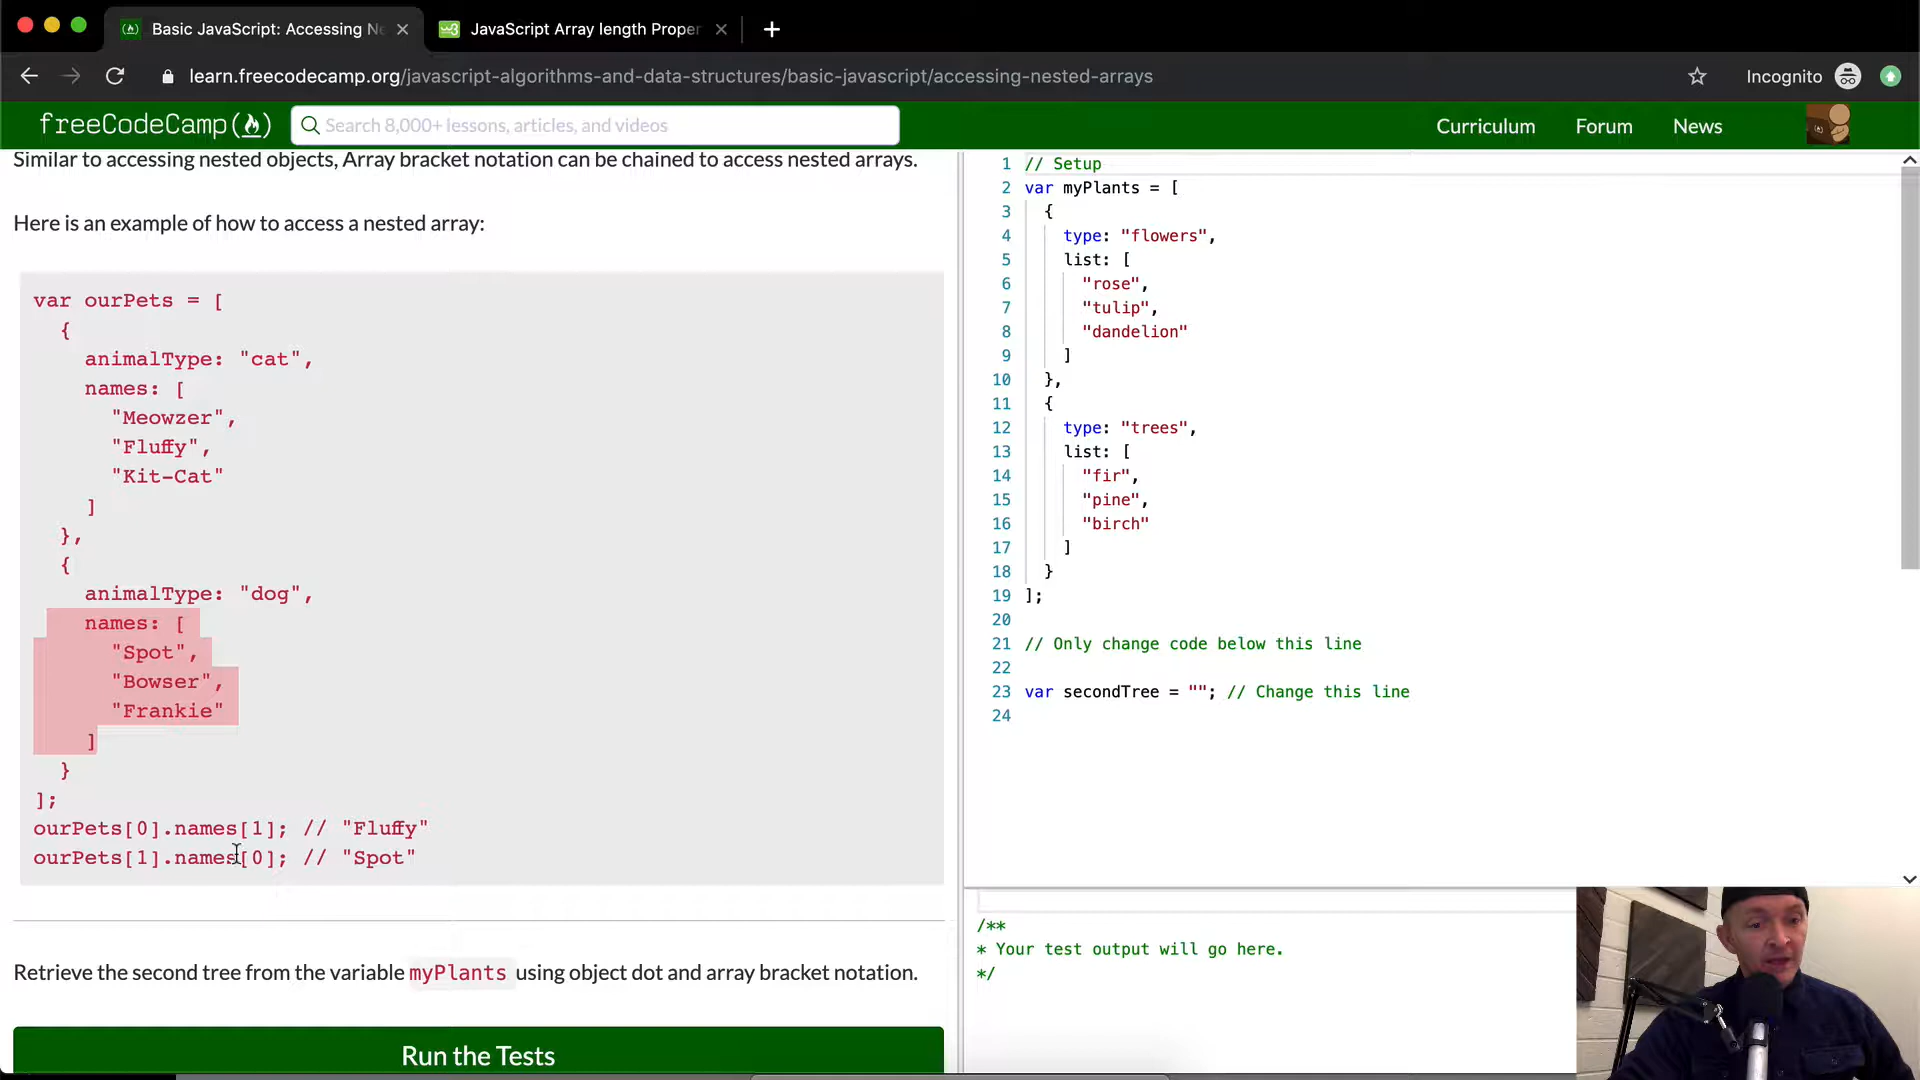 Basic JavaScript: Accessing Ne
JavaScript Array length Proper
learn.freecodecamp.org/javascript-algorithms-and-data-structures/basic-javascript/accessing-nested-arrays
Incognito
freeCodeCamp
Search 8,000+ lessons, articles, and videos
Curriculum
Forum
News
Similar to accessing nested objects, Array bracket notation can be chained to access nested arrays.
Here is an example of how to access a nested array:
var ourPets = [
{
animalType: "cat",
names: [
"Meowzer",
"Fluffy",
"Kit-Cat"
]
},
{
animalType: "dog",
names: [
"Spot",
"Bowser",
"Frankie"
]
}
];
ourPets[0].names[1]; // "Fluffy"
ourPets[1].names[0]; // "Spot"
Retrieve the second tree from the variable myPlants using object dot and array bracket notation.
Run the Tests
1 // Setup
2 var myPlants = [
3 {
4 type: "flowers",
5 list: [
6 "rose",
7 "tulip",
8 "dandelion"
9 ]
10 },
11 {
12 type: "trees",
13 list: [
14 "fir",
15 "pine",
16 "birch"
17 ]
18 }
19 ];
20
21 // Only change code below this line
22
23 var secondTree = ""; // Change this line
24
/**
* Your test output will go here.
*/